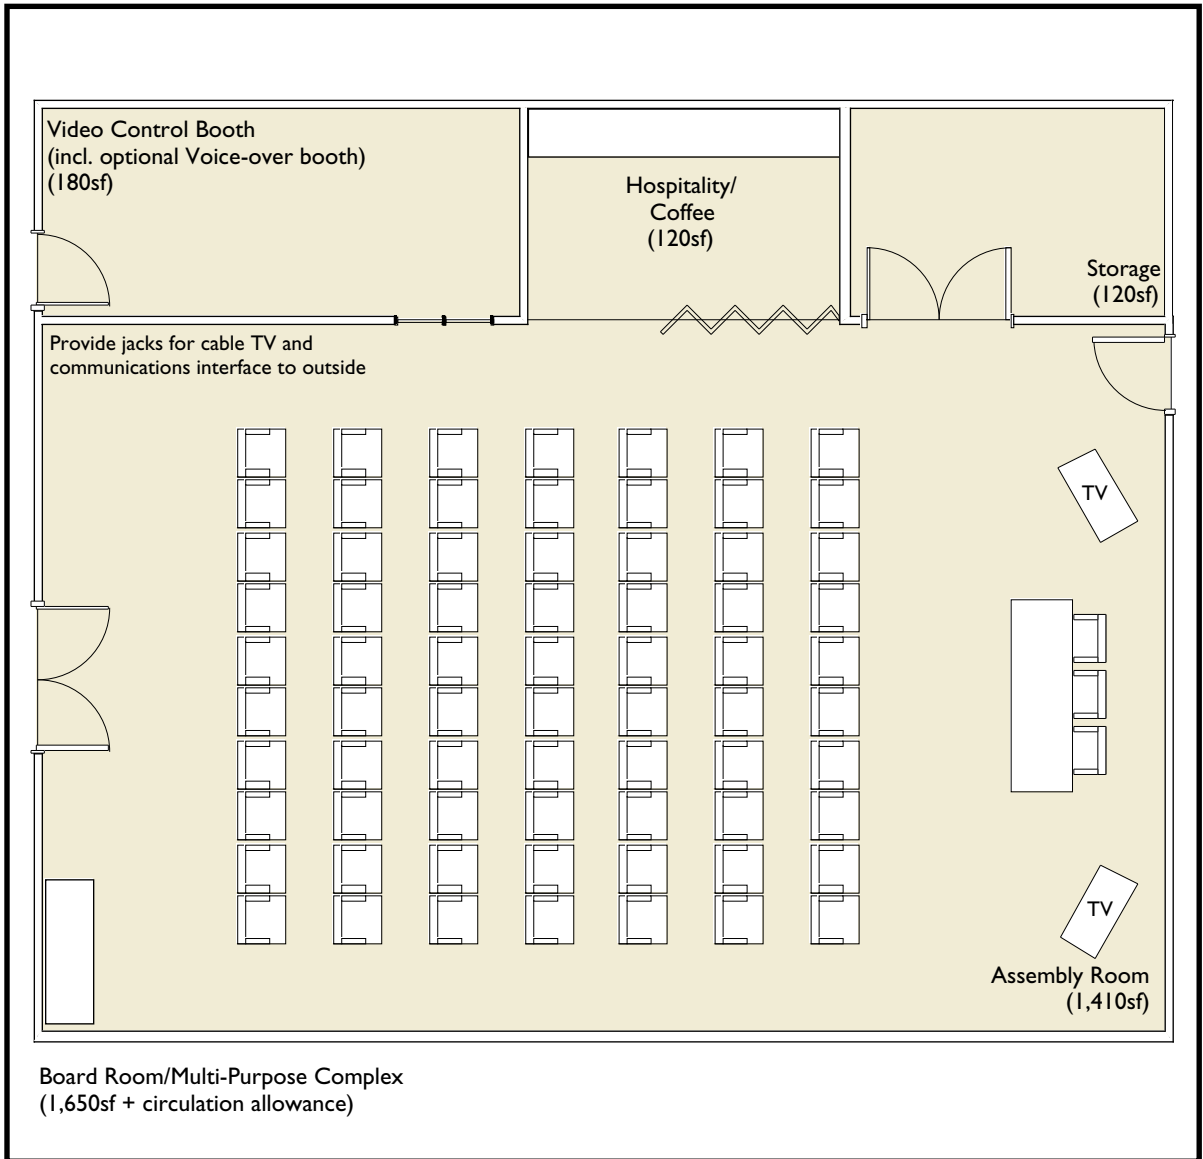 Video Control Booth
(incl. optional Voice-over booth)
(180sf)
Hospitality/
Coffee
(120sf)
Storage
(120sf)
Provide jacks for cable TV and
communications interface to outside
TV
TV
Assembly Room
(1,410sf)
Board Room/Multi-Purpose Complex
(1,650sf + circulation allowance)